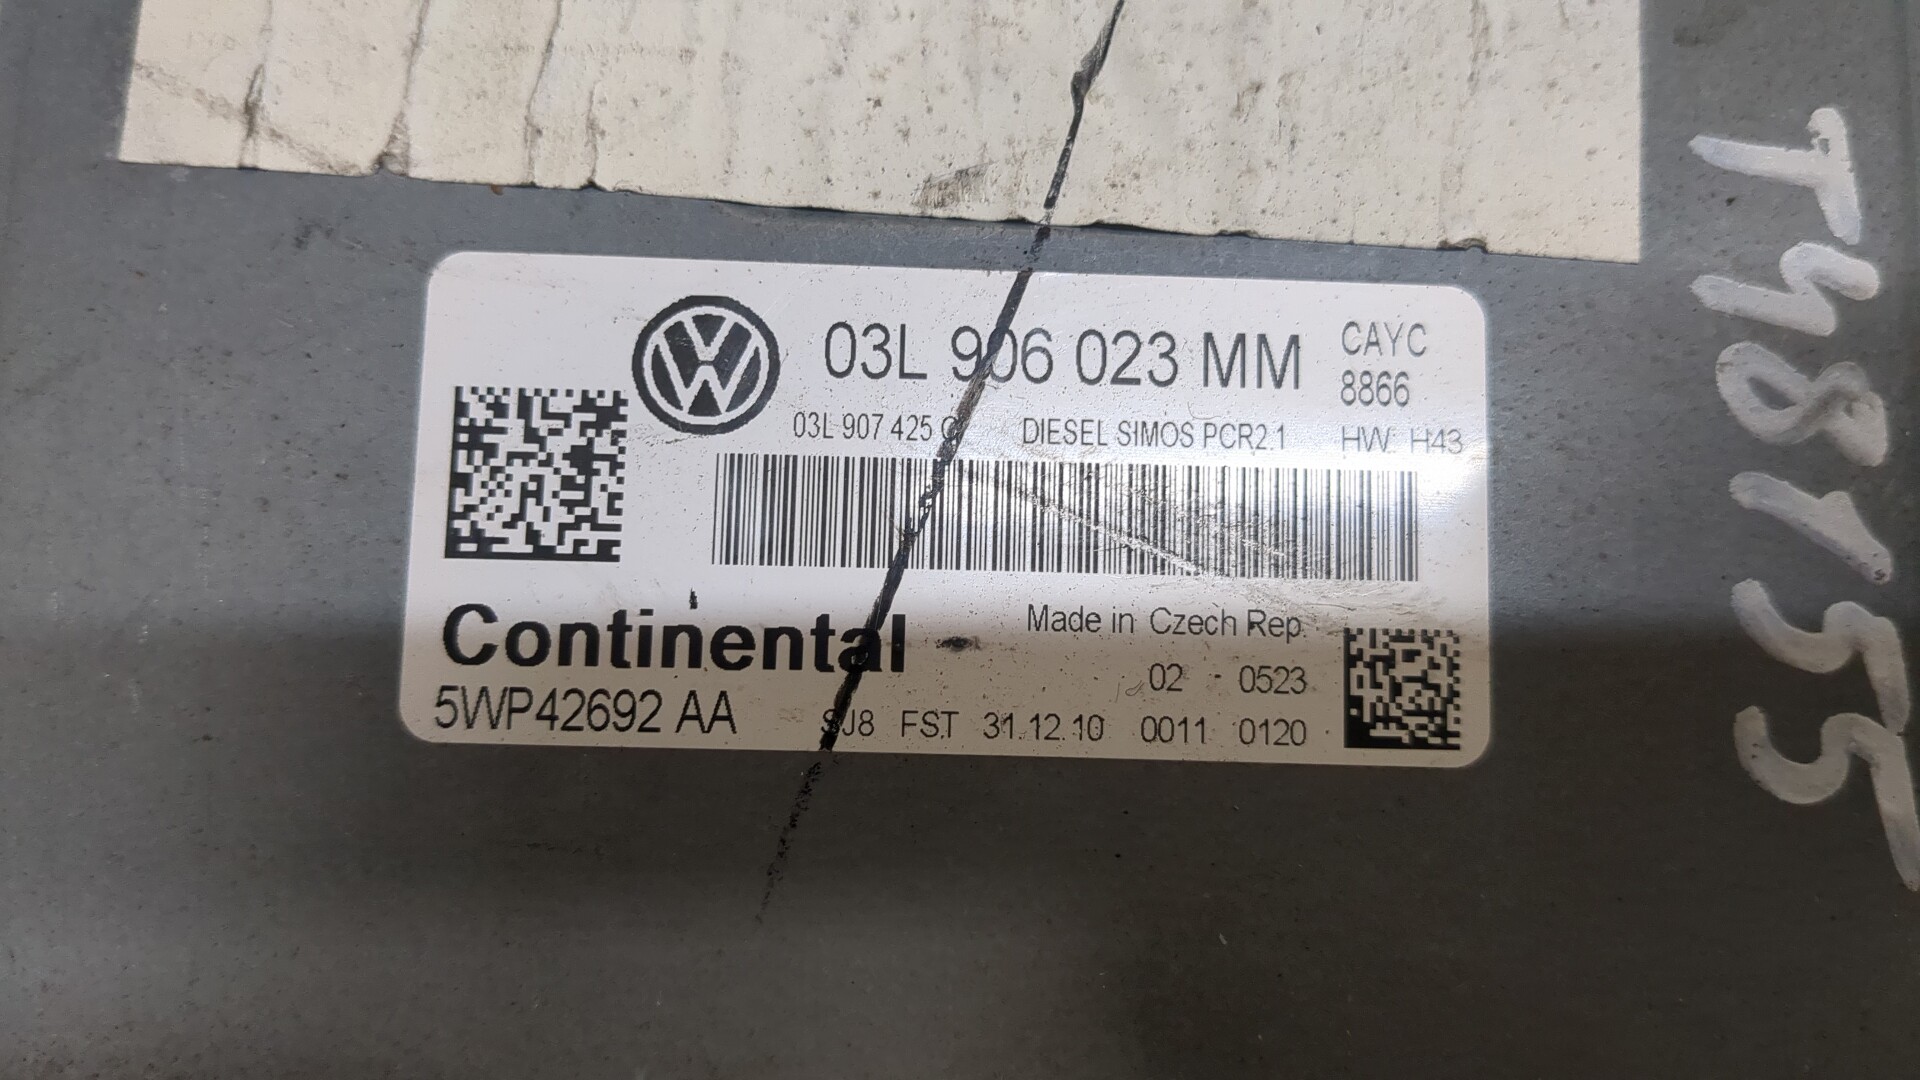 03L 906 023 MM
CAYC
8866
03L 907 425 C DIESEL SIMOS PCR2.1 HW: H43
Continental
Made in Czech Rep.
02 0523
5WP42692 AA
SJ8 FST 31.12.10 0011 0120
T48155